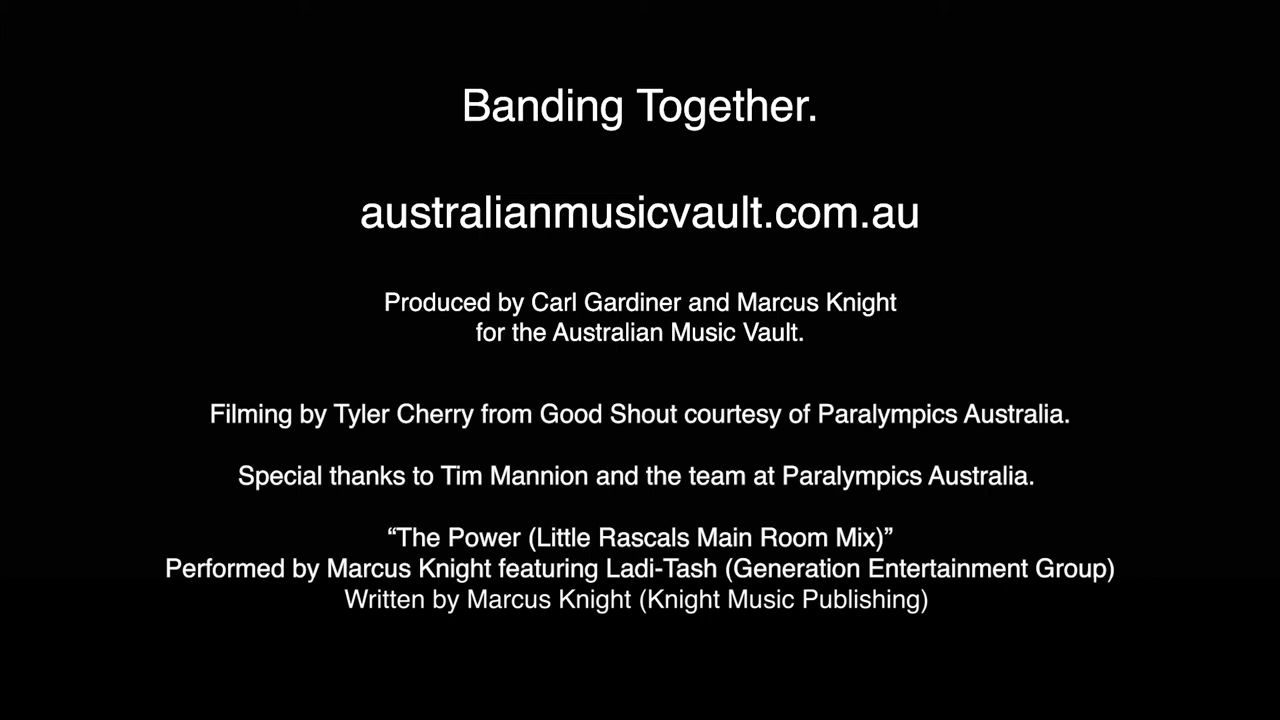 Banding Together.
australianmusicvault.com.au
Produced by Carl Gardiner and Marcus Knight
for the Australian Music Vault.
Filming by Tyler Cherry from Good Shout courtesy of Paralympics Australia.
Special thanks to Tim Mannion and the team at Paralympics Australia.
“The Power (Little Rascals Main Room Mix)”
Performed by Marcus Knight featuring Ladi-Tash (Generation Entertainment Group)
Written by Marcus Knight (Knight Music Publishing)